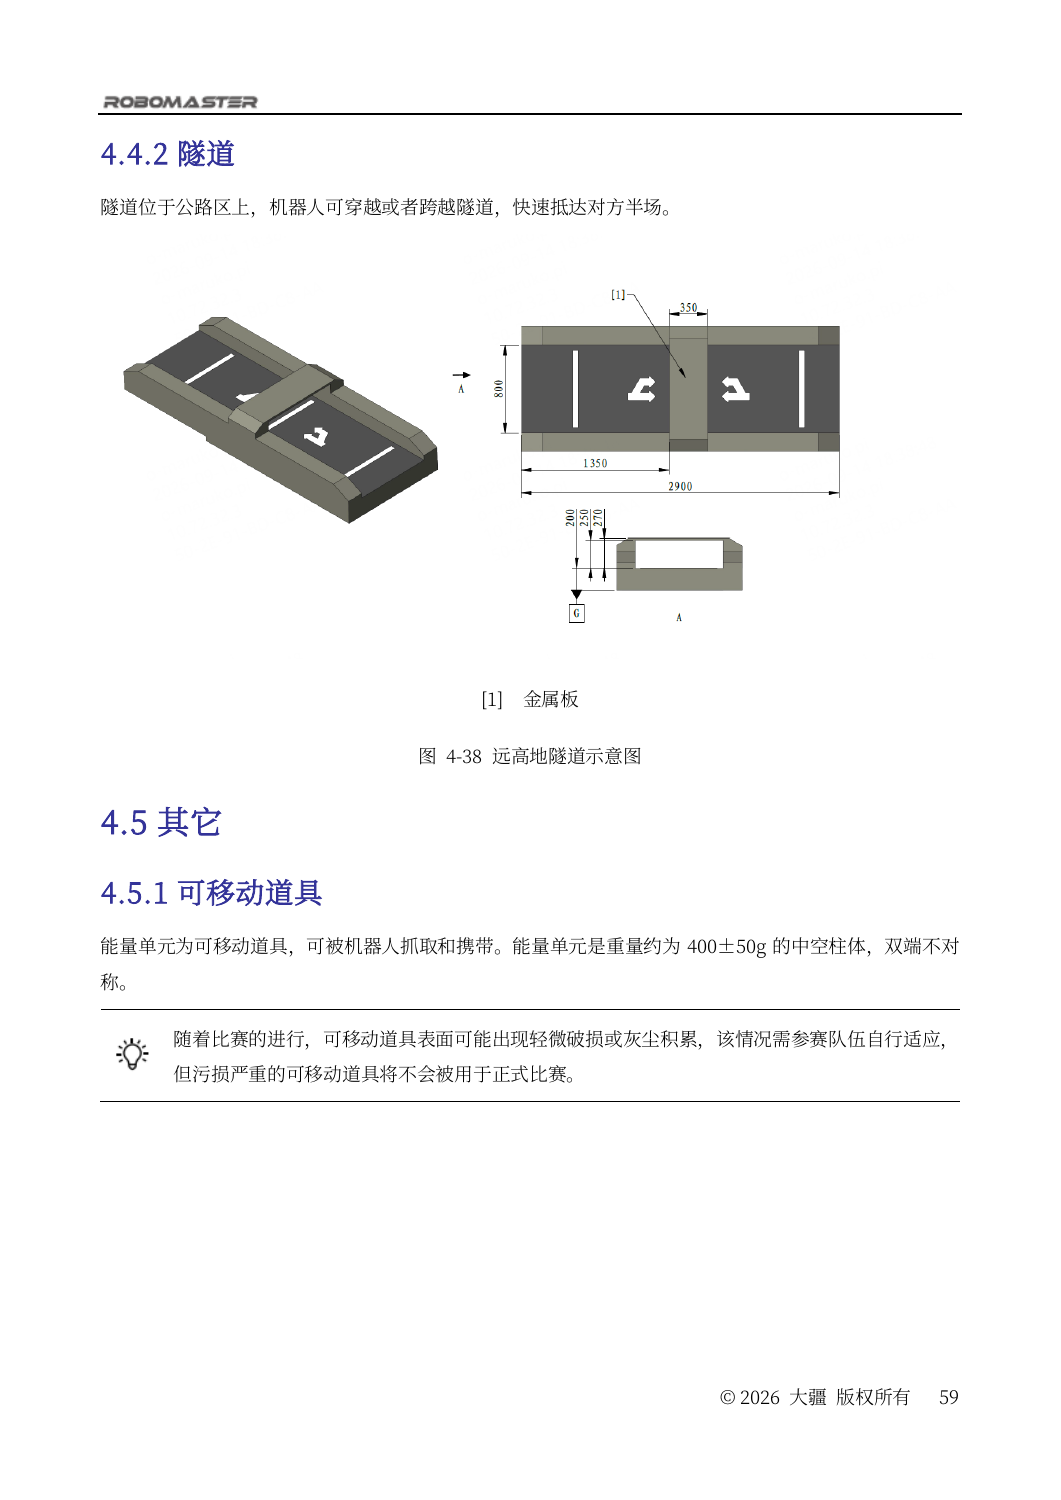 ROBOMASTER
4.4.2 隧道
隧道位于公路区上，机器人可穿越或者跨越隧道，快速抵达对方半场。
[1]
350
A
800
1350
2900
200
250
270
G
A
[1] 金属板
图 4-38 远高地隧道示意图
4.5 其它
4.5.1 可移动道具
能量单元为可移动道具，可被机器人抓取和携带。能量单元是重量约为 400±50g 的中空柱体，双端不对
称。
随着比赛的进行，可移动道具表面可能出现轻微破损或灰尘积累，该情况需参赛队伍自行适应，
但污损严重的可移动道具将不会被用于正式比赛。
© 2026 大疆 版权所有 59